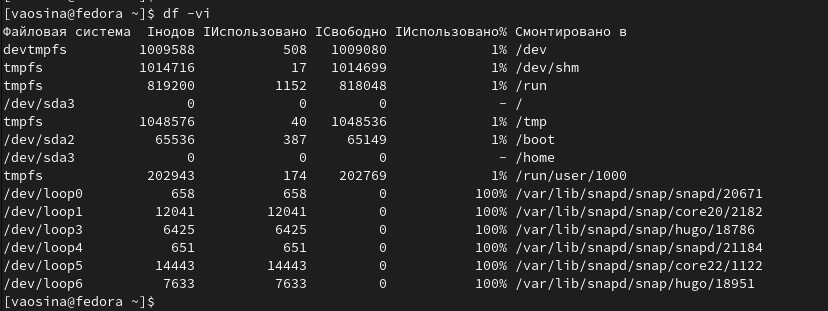 [vaosina@fedora ~]$ df -vi
Файловая система Iнодов IИспользовано IСвободно IИспользовано% Смонтировано в
devtmpfs 1009588 508 1009080 1% /dev
tmpfs 1014716 17 1014699 1% /dev/shm
tmpfs 819200 1152 818048 1% /run
/dev/sda3 0 0 0 - /
tmpfs 1048576 40 1048536 1% /tmp
/dev/sda2 65536 387 65149 1% /boot
/dev/sda3 0 0 0 - /home
tmpfs 202943 174 202769 1% /run/user/1000
/dev/loop0 658 658 0 100% /var/lib/snapd/snap/snapd/20671
/dev/loop1 12041 12041 0 100% /var/lib/snapd/snap/core20/2182
/dev/loop3 6425 6425 0 100% /var/lib/snapd/snap/hugo/18786
/dev/loop4 651 651 0 100% /var/lib/snapd/snap/snapd/21184
/dev/loop5 14443 14443 0 100% /var/lib/snapd/snap/core22/1122
/dev/loop6 7633 7633 0 100% /var/lib/snapd/snap/hugo/18951
[vaosina@fedora ~]$